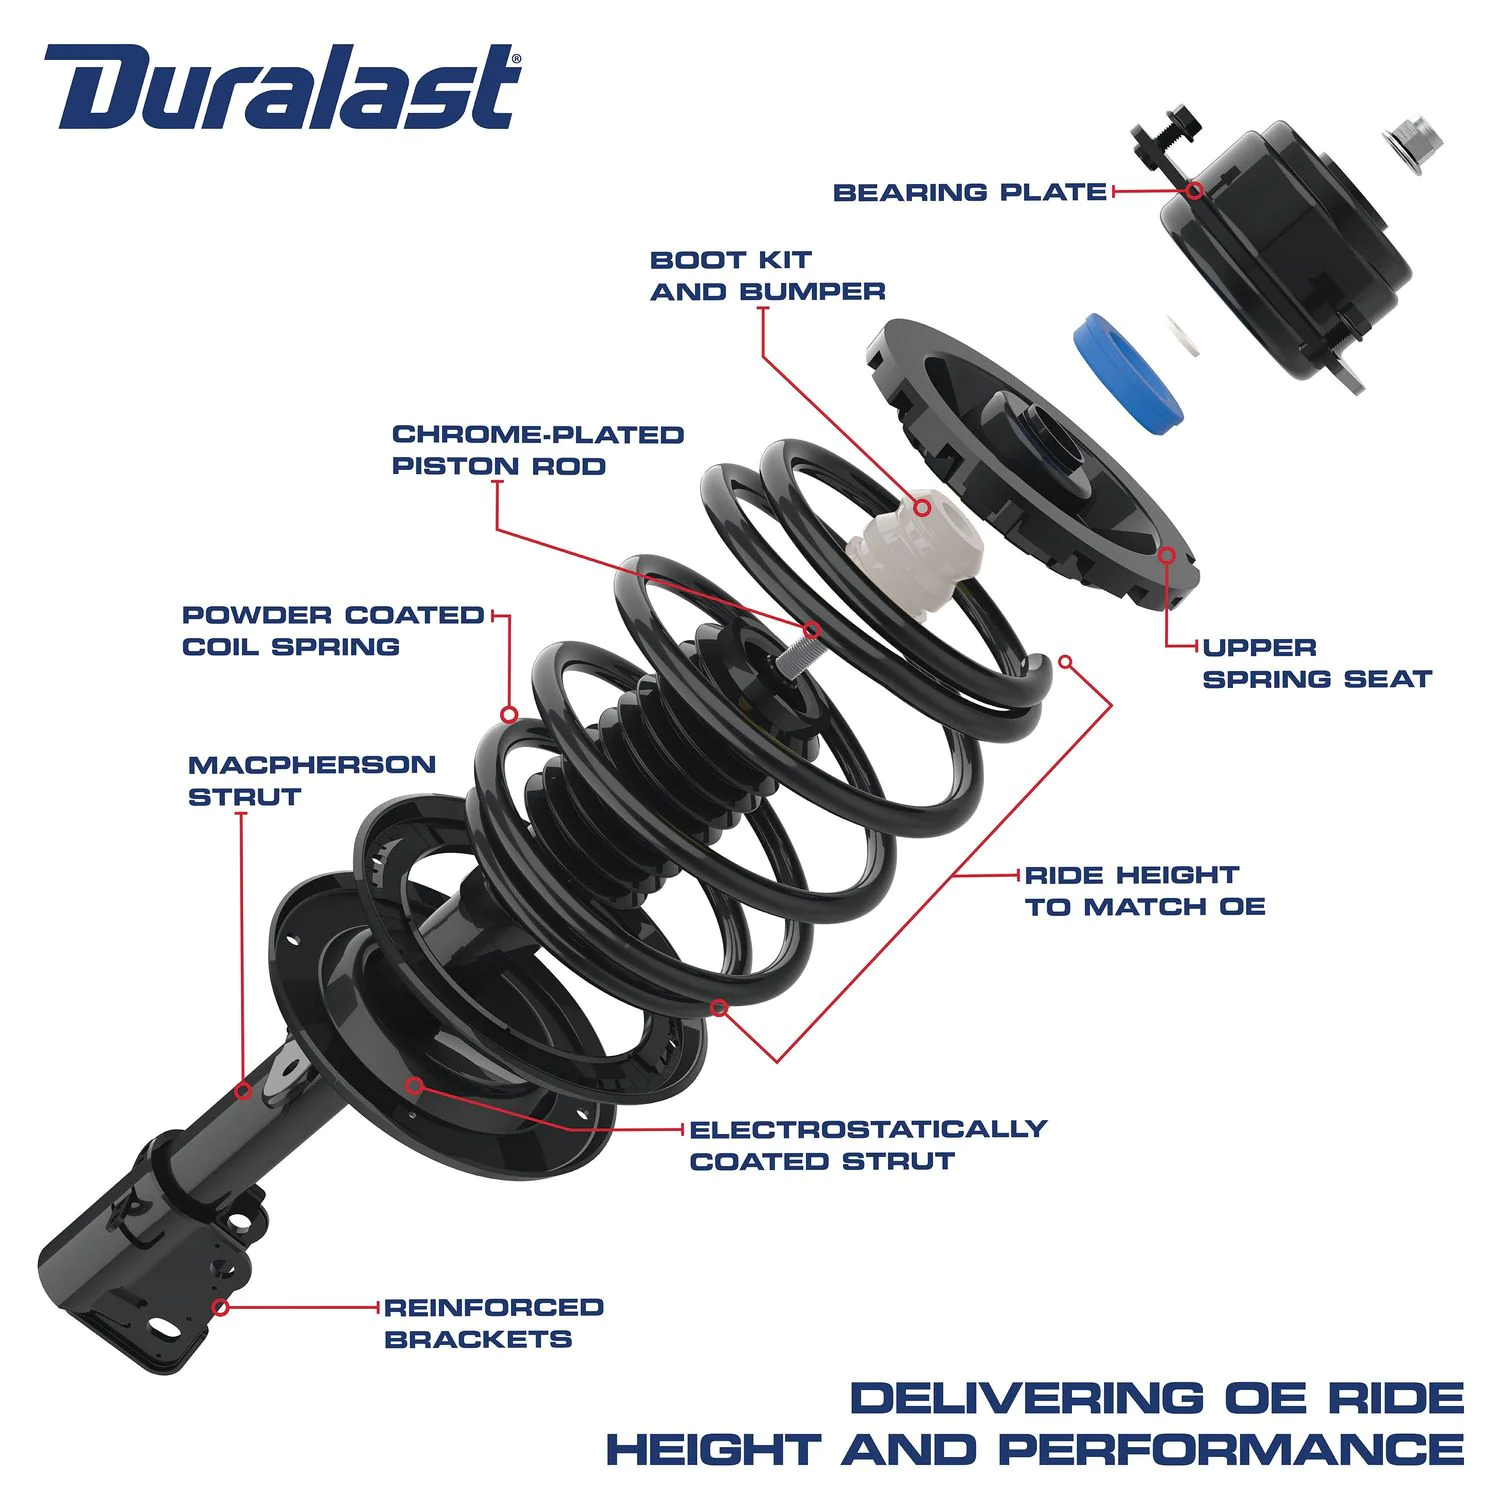 Duralast®
BEARING PLATE
BOOT KIT
AND BUMPER
CHROME-PLATED
PISTON ROD
POWDER COATED
COIL SPRING
UPPER
SPRING SEAT
MACPHERSON
STRUT
RIDE HEIGHT
TO MATCH OE
ELECTROSTATICALLY
COATED STRUT
REINFORCED
BRACKETS
DELIVERING OE RIDE
HEIGHT AND PERFORMANCE